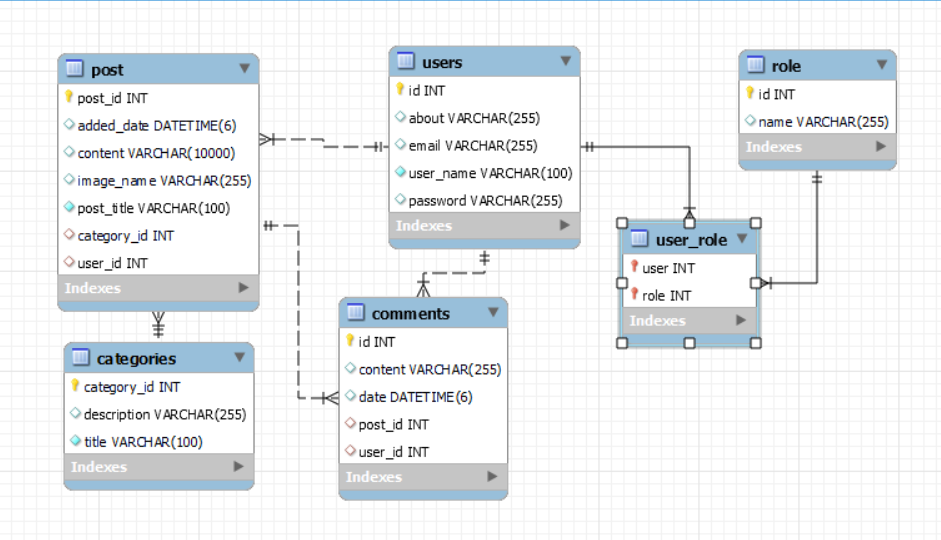 post
post_id INT
added_date DATETIME(6)
content VARCHAR(10000)
image_name VARCHAR(255)
post_title VARCHAR(100)
category_id INT
user_id INT
Indexes
users
id INT
about VARCHAR(255)
email VARCHAR(255)
user_name VARCHAR(100)
password VARCHAR(255)
Indexes
role
id INT
name VARCHAR(255)
Indexes
user_role
user INT
role INT
Indexes
categories
category_id INT
description VARCHAR(255)
title VARCHAR(100)
Indexes
comments
id INT
content VARCHAR(255)
date DATETIME(6)
post_id INT
user_id INT
Indexes